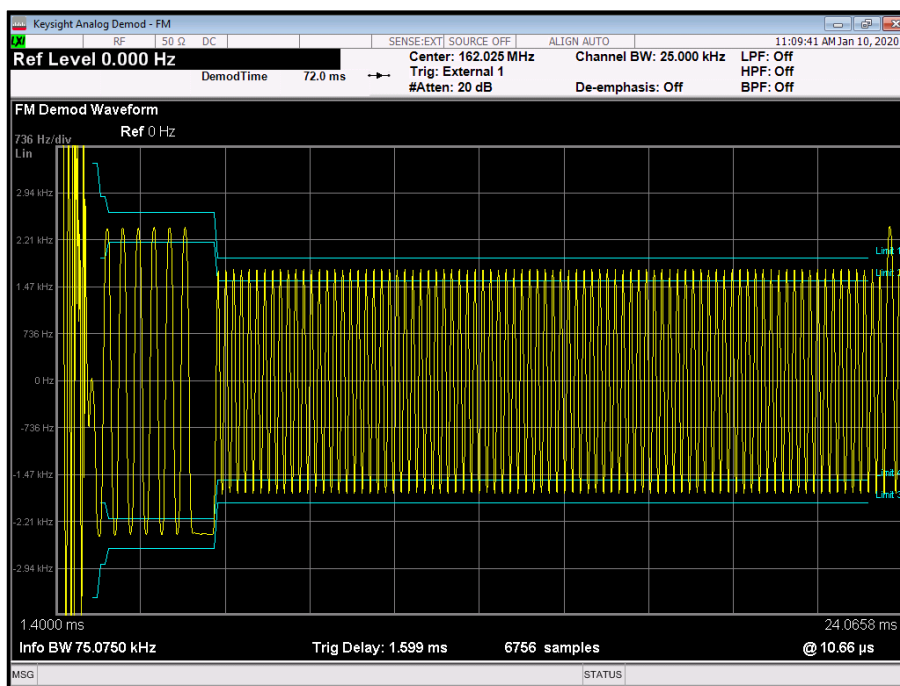 Keysight Analog Demod - FM
LXI RF 50 Ω DC SENSE:EXT SOURCE OFF ALIGN AUTO 11:09:41 AM Jan 10, 2020
Ref Level 0.000 Hz Center: 162.025 MHz Channel BW: 25.000 kHz LPF: Off
DemodTime 72.0 ms Trig: External 1 HPF: Off
#Atten: 20 dB De-emphasis: Off BPF: Off
FM Demod Waveform
736 Hz/div Ref 0 Hz
Lin
2.94 kHz
2.21 kHz
Limit
1.47 kHz
Limit
736 Hz
0 Hz
-736 Hz
-1.47 kHz
Limit
-2.21 kHz
Limit
-2.94 kHz
1.4000 ms 24.0658 ms
Info BW 75.0750 kHz Trig Delay: 1.599 ms 6756 samples @ 10.66 µs
MSG STATUS